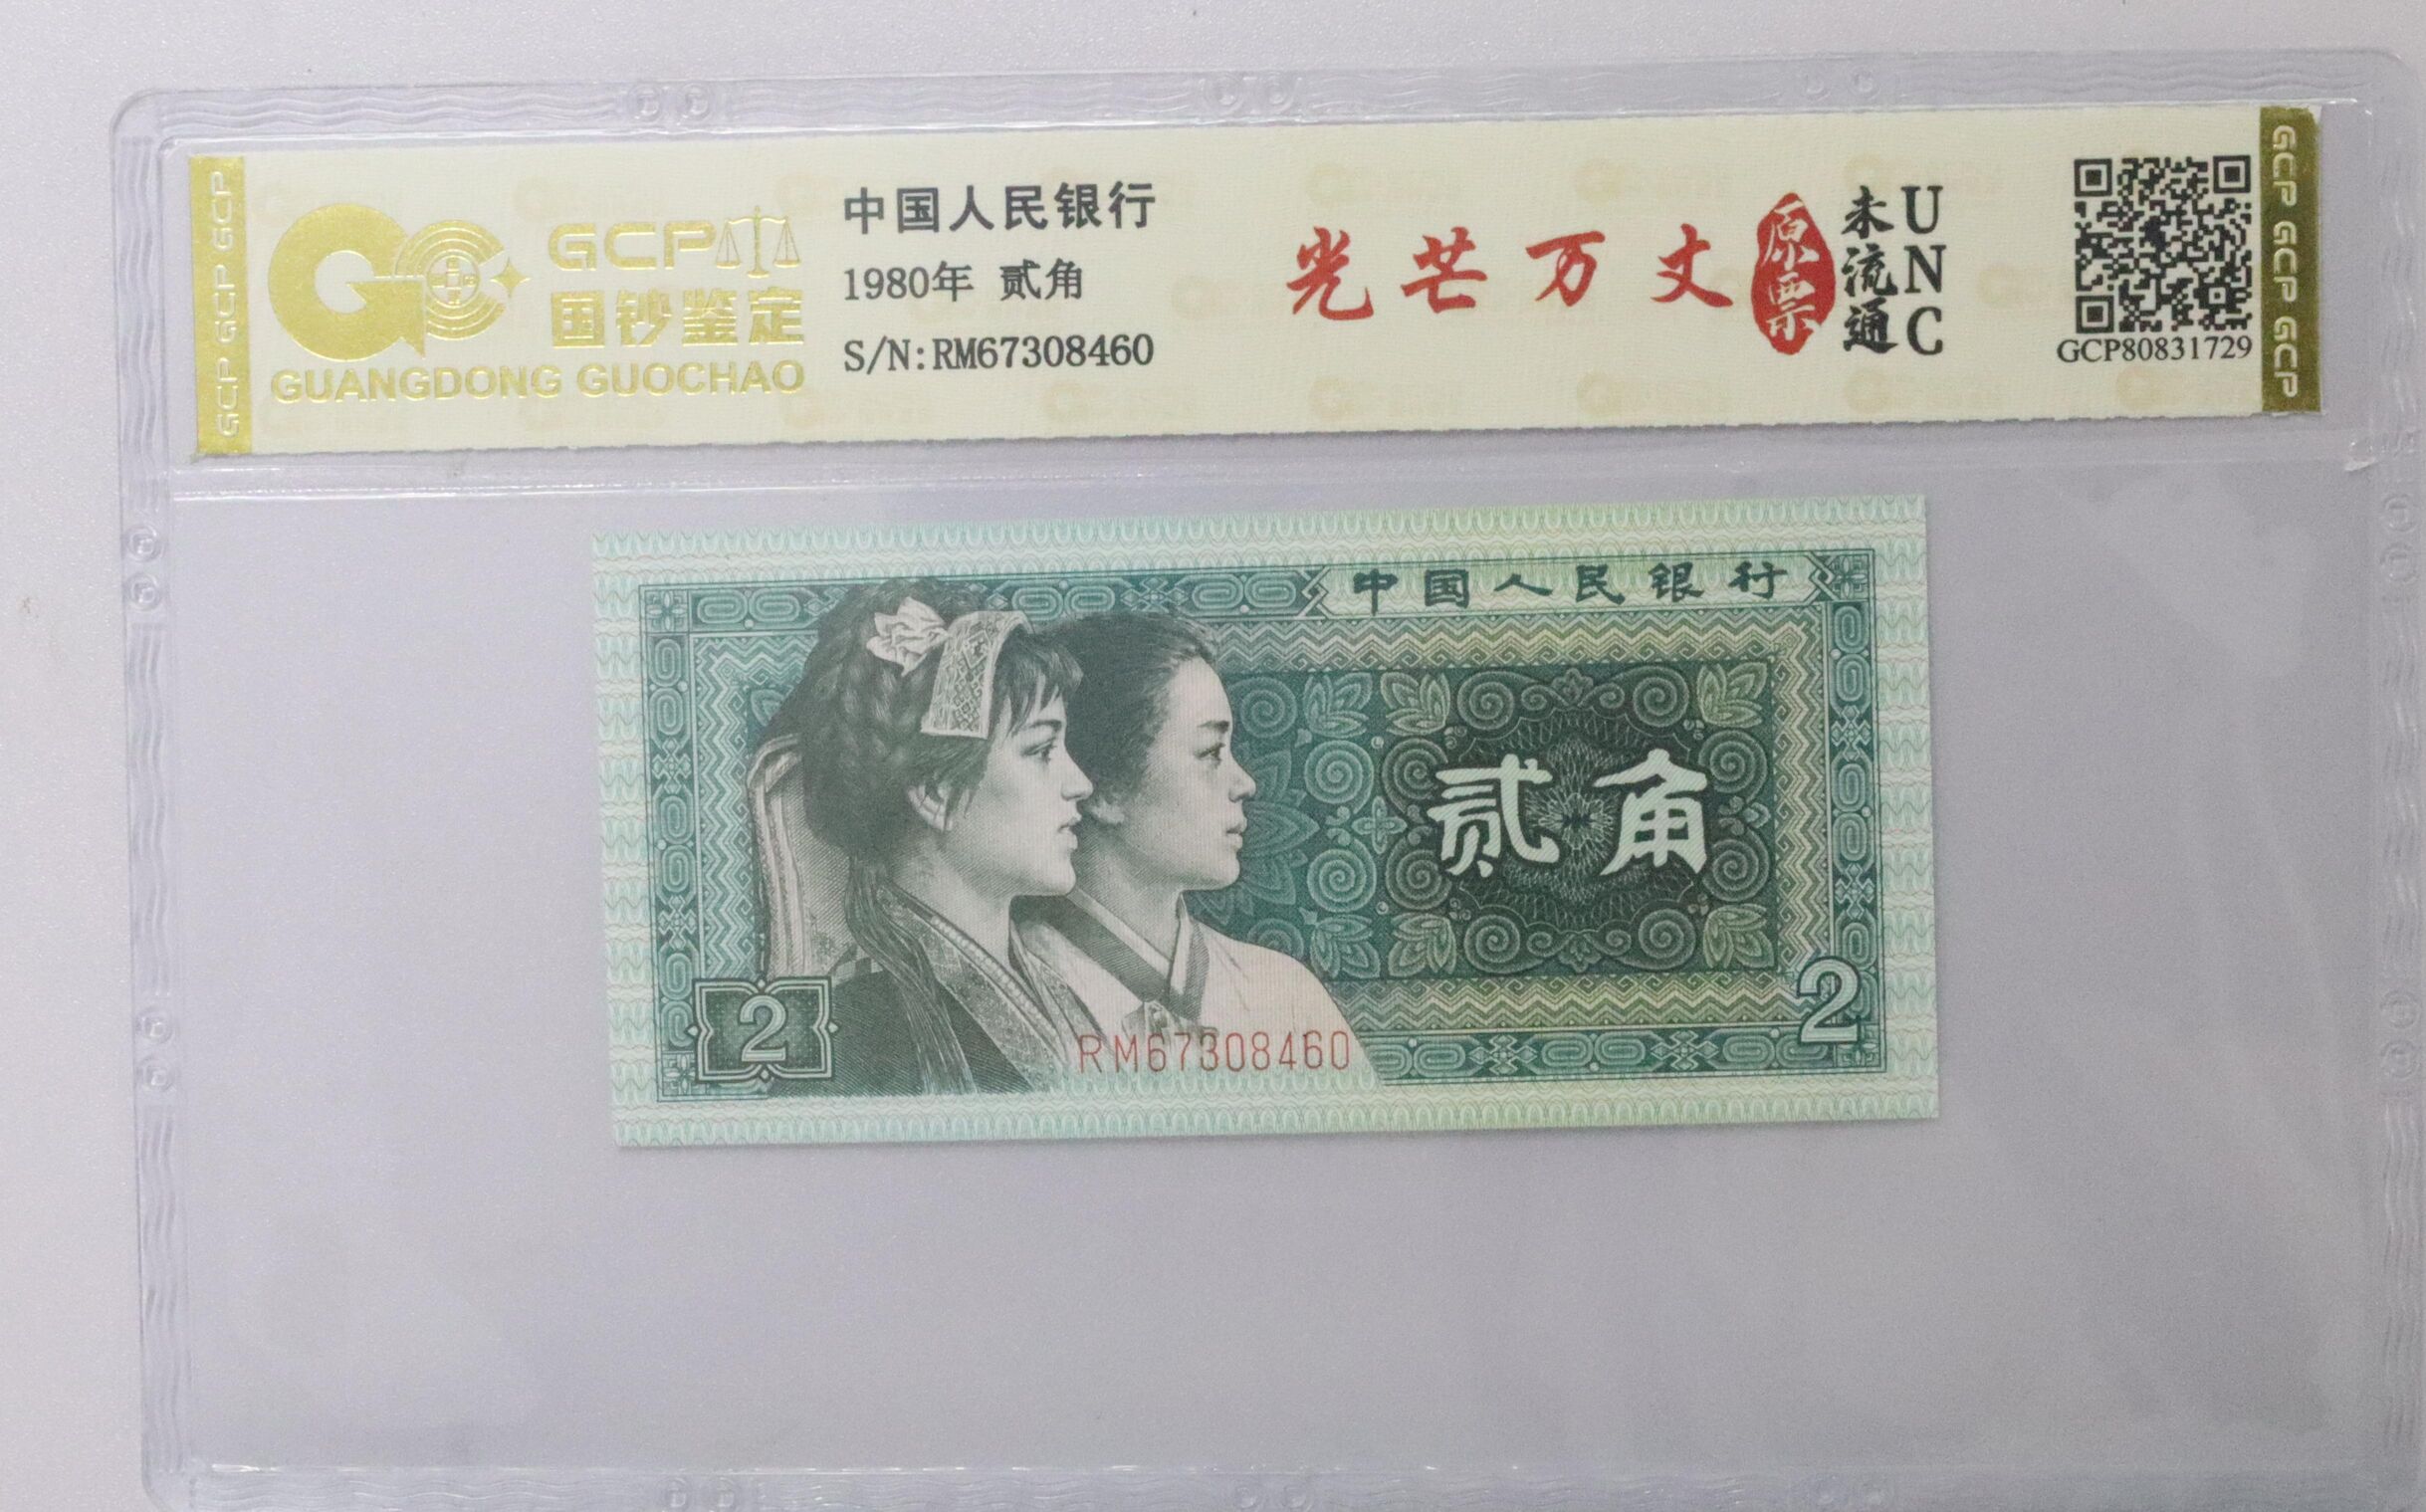 GCP GCP GCP
GCP
国钞鉴定
GUANGDONG GUOCHAO
中国人民银行
1980年 贰角
S/N:RM67308460
光芒万丈
原票
未流通
UNC
GCP80831729
GCP GCP GCP
中国人民银行
贰角
2
2
RM67308460